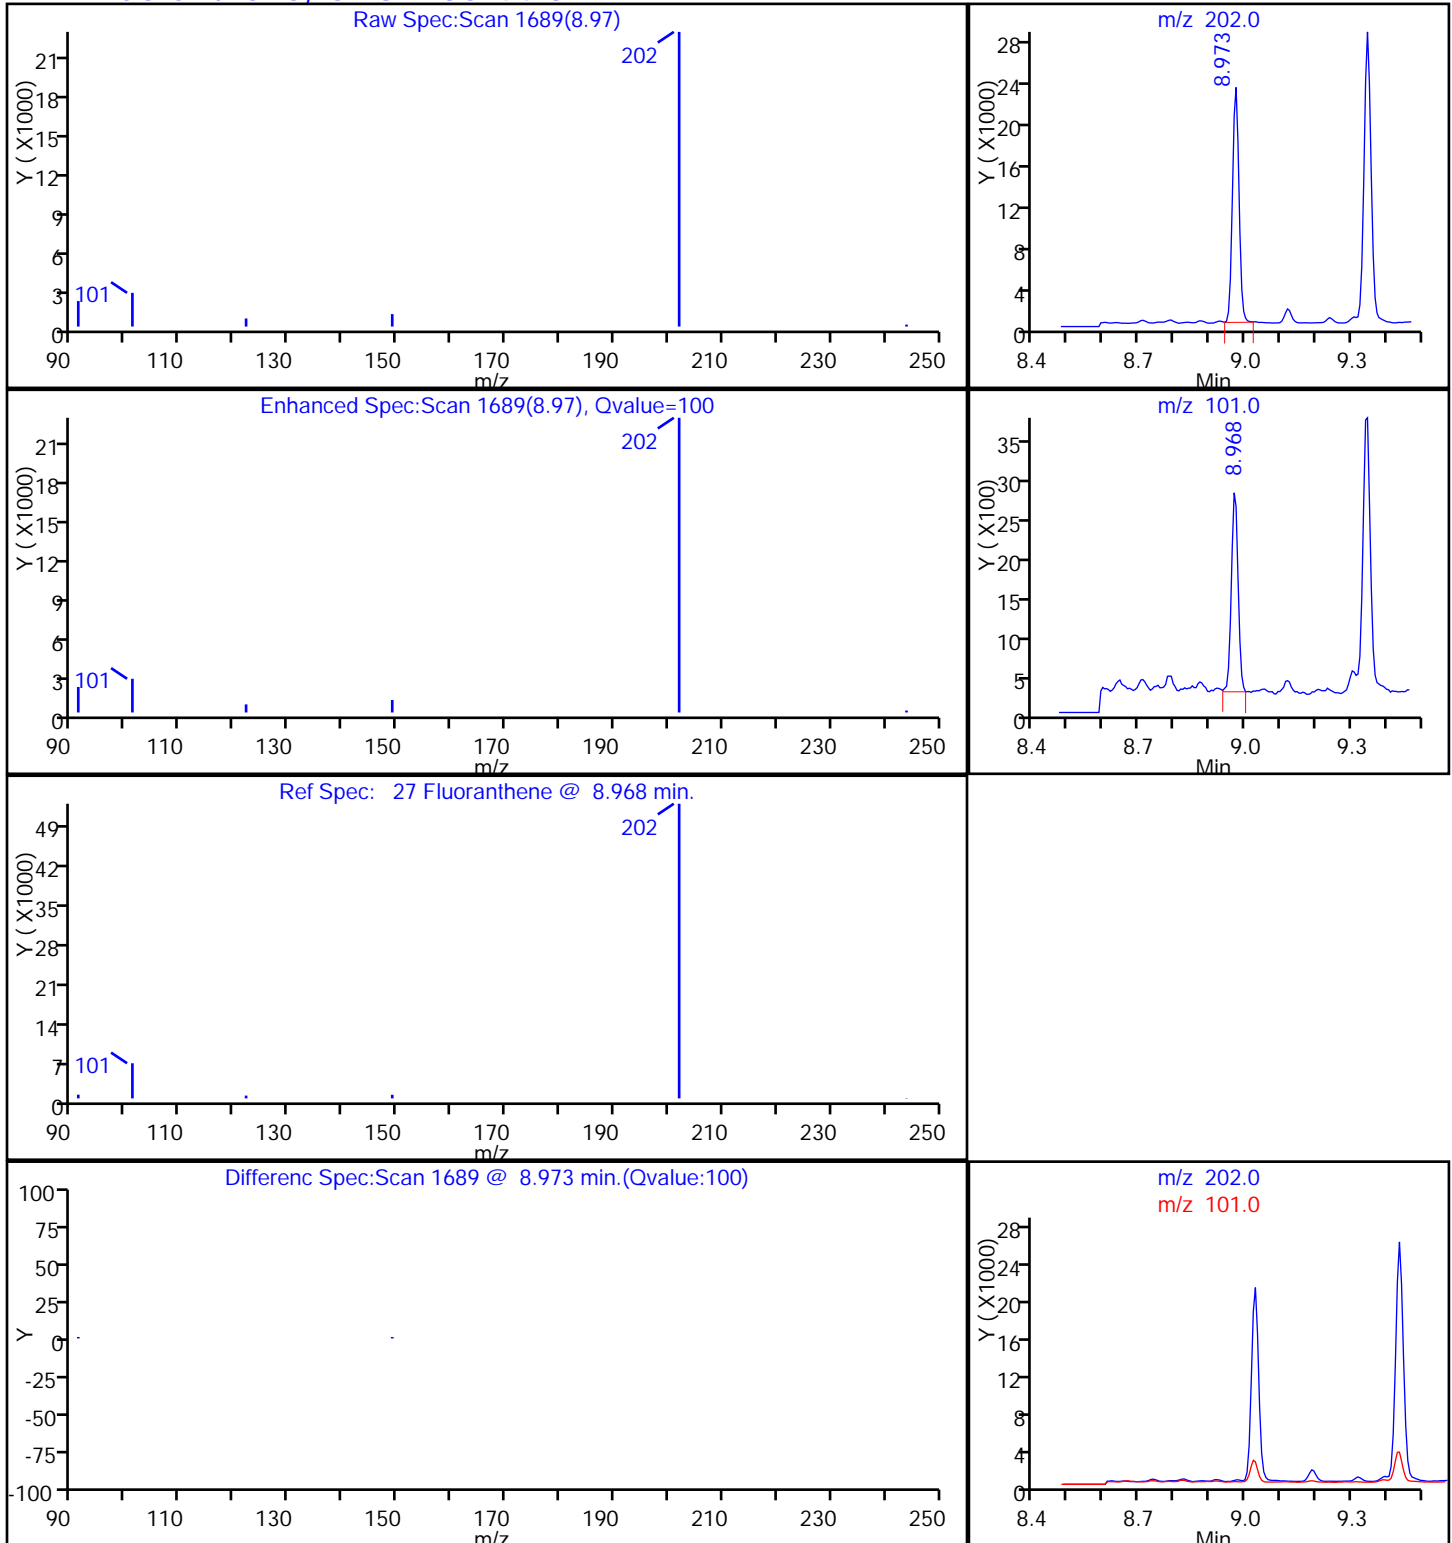 Raw Spec:Scan 1689(8.97)
202
101
Y ( X1000)
21
18
15
12
9
6
3
0
90 110 130 150 170 190 210 230 250
m/z
m/z 202.0
8.973
Y ( X1000)
28
24
20
16
12
8
4
0
8.4 8.7 9.0 9.3
Min
Enhanced Spec:Scan 1689(8.97), Qvalue=100
202
101
Y ( X1000)
21
18
15
12
9
6
3
0
90 110 130 150 170 190 210 230 250
m/z
m/z 101.0
8.968
Y ( X100)
35
30
25
20
15
10
5
0
8.4 8.7 9.0 9.3
Min
Ref Spec: 27 Fluoranthene @ 8.968 min.
202
101
Y ( X1000)
49
42
35
28
21
14
7
0
90 110 130 150 170 190 210 230 250
m/z
Differenc Spec:Scan 1689 @ 8.973 min.(Qvalue:100)
Y
100
75
50
25
0
-25
-50
-75
-100
90 110 130 150 170 190 210 230 250
m/z
m/z 202.0
m/z 101.0
Y ( X1000)
28
24
20
16
12
8
4
0
8.4 8.7 9.0 9.3
Min